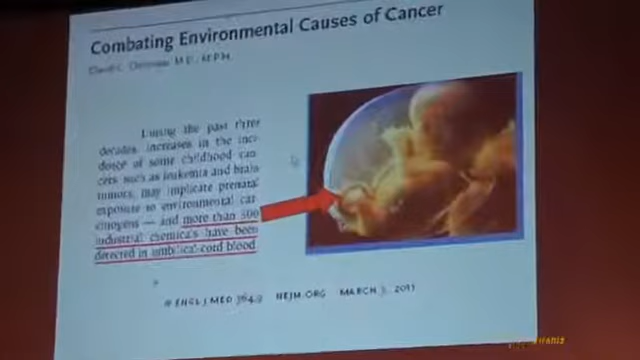 Combating Environmental Causes of Cancer
David C. Christiani, M.D., M.P.H.
During the past three
decades, increases in the inci-
dence of some childhood can-
cers, such as leukemia and brain
tumors, may implicate prenatal
exposure to environmental car-
cinogens — and more than 300
industrial chemicals have been
detected in umbilical-cord blood
N ENGL J MED 364;9 NEJM.ORG MARCH 3, 2011